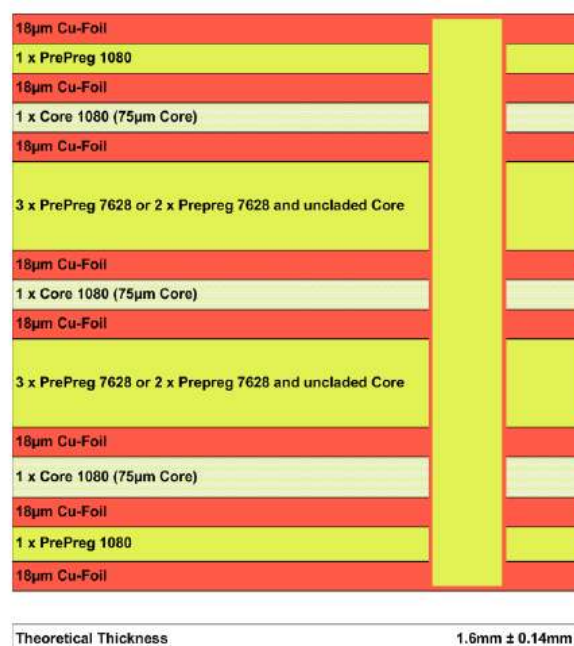 18µm Cu-Foil
1 x PrePreg 1080
18µm Cu-Foil
1 x Core 1080 (75µm Core)
18µm Cu-Foil
3 x PrePreg 7628 or 2 x Prepreg 7628 and uncladed Core
18µm Cu-Foil
1 x Core 1080 (75µm Core)
18µm Cu-Foil
3 x PrePreg 7628 or 2 x Prepreg 7628 and uncladed Core
18µm Cu-Foil
1 x Core 1080 (75µm Core)
18µm Cu-Foil
1 x PrePreg 1080
18µm Cu-Foil
Theoretical Thickness 1.6mm ± 0.14mm